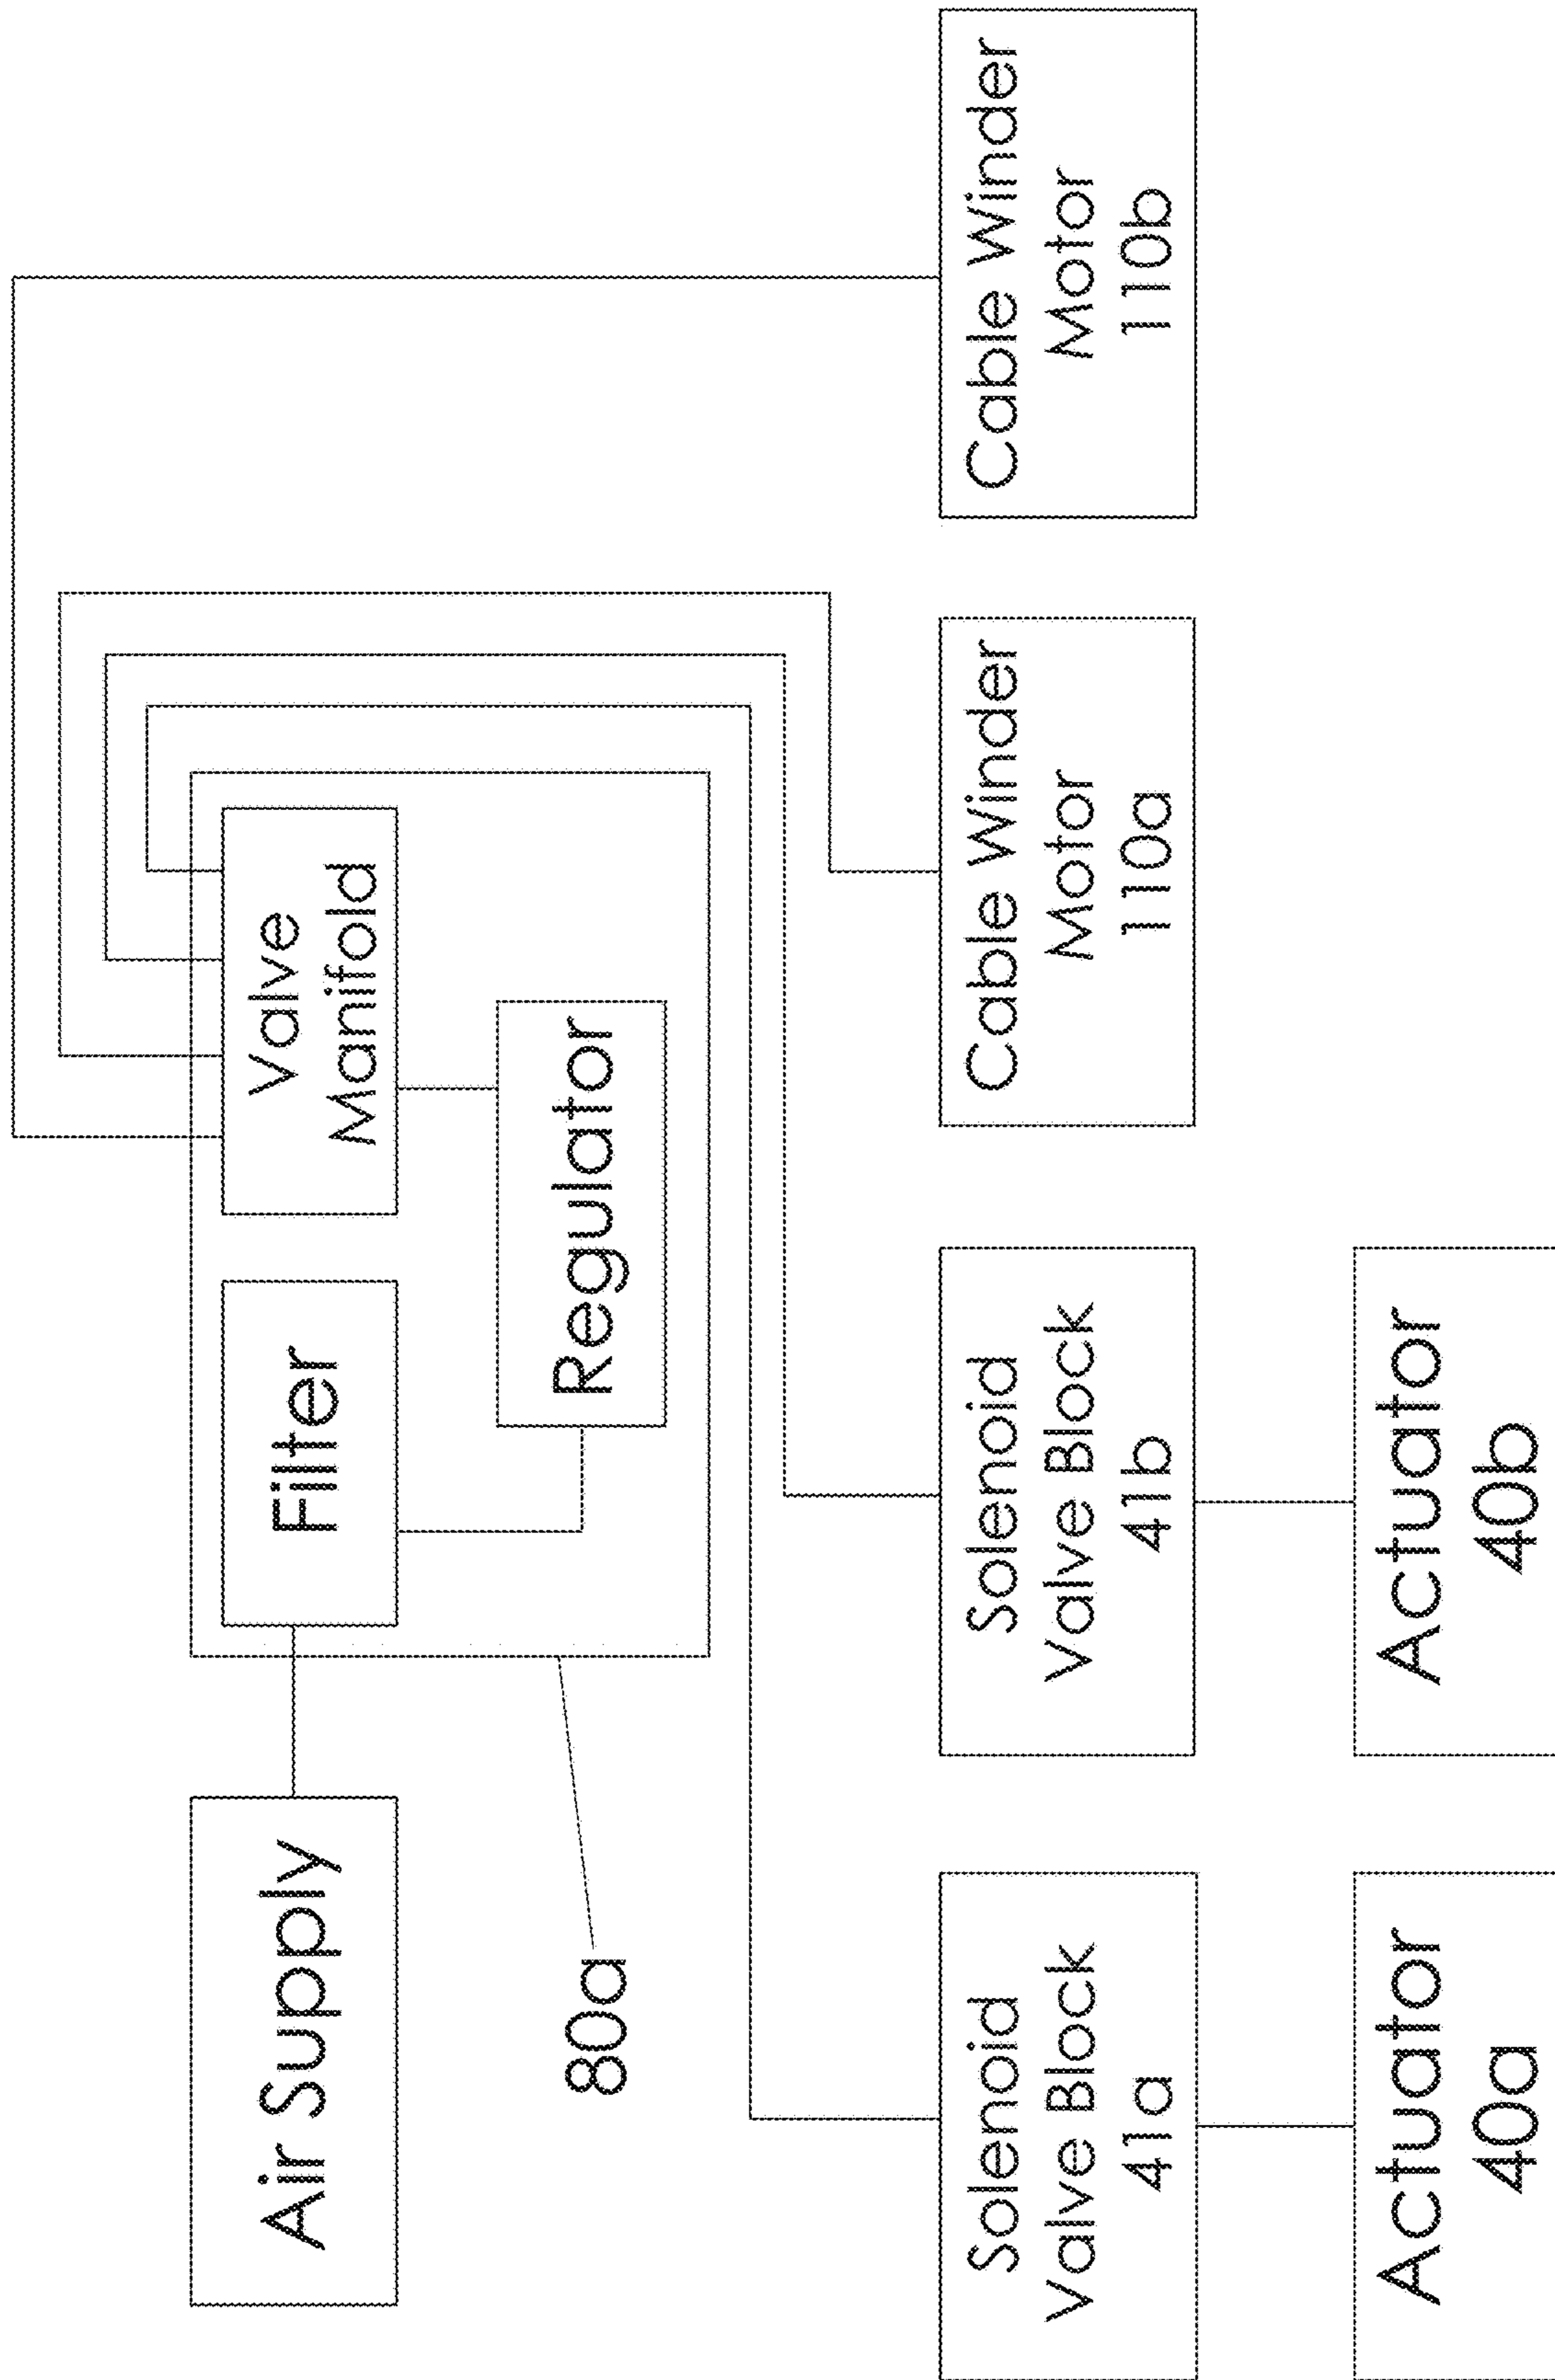 Air Supply
Filter
Valve
Manifold
Regulator
80a
Solenoid
Valve Block
41a
Solenoid
Valve Block
41b
Cable Winder
Motor
110a
Cable Winder
Motor
110b
Actuator
40a
Actuator
40b